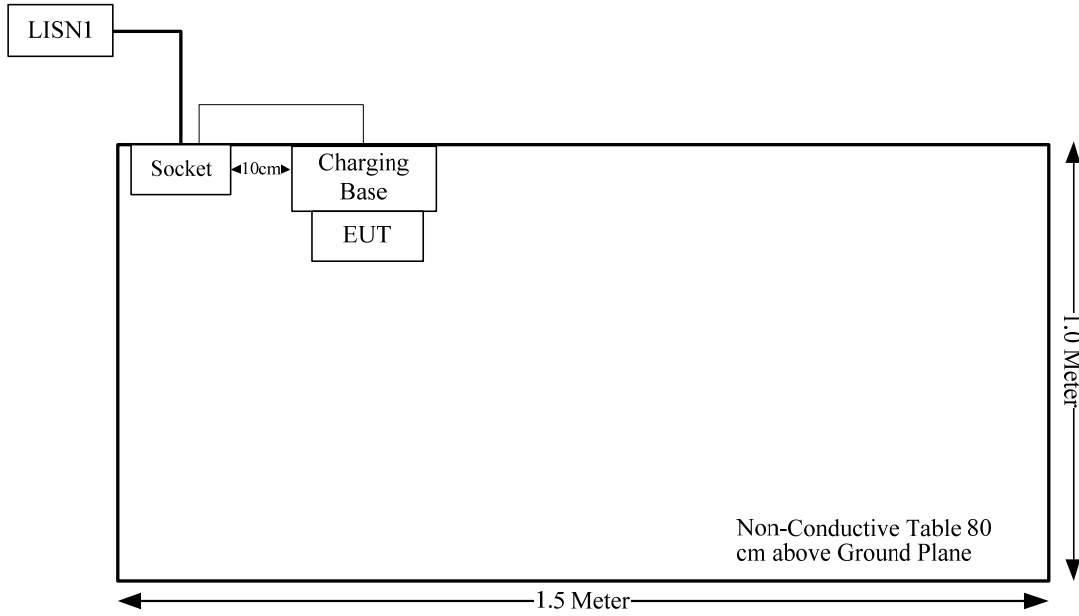 LISN1
Socket
10cm
Charging
Base
EUT
1.0 Meter
Non-Conductive Table 80
cm above Ground Plane
1.5 Meter